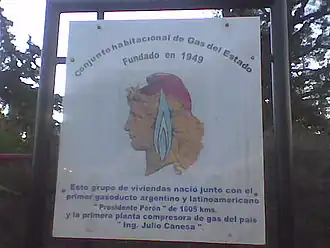 Conjunto habitacional de Gas del Estado
Fundado en 1949
Este grupo de viviendas nació junto con el
primer gasoducto argentino y latinoamericano
" Presidente Perón " de 1605 kms.
y la primera planta compresora de gas del país
" Ing. Julio Canesa ".